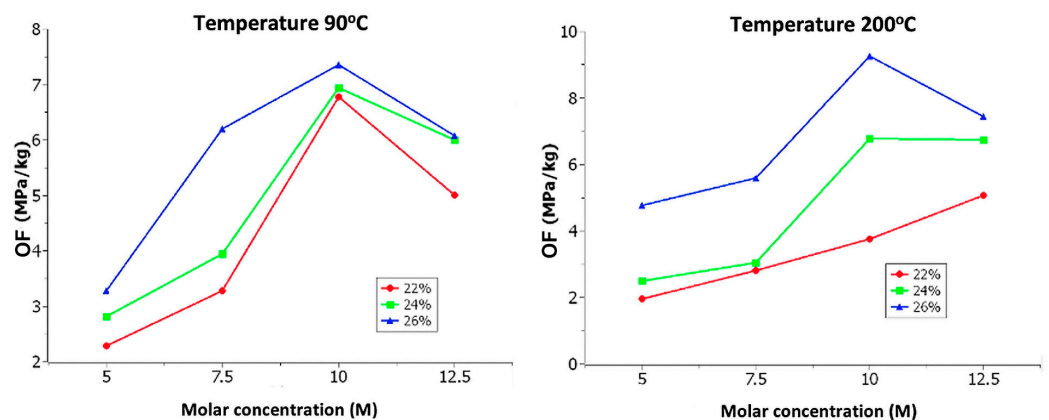 Temperature 90°C
8
7
6
5
4
3
2
OF (MPa/kg)
22%
24%
26%
5 7.5 10 12.5
Molar concentration (M)
Temperature 200°C
10
8
6
4
2
0
OF (MPa/kg)
22%
24%
26%
5 7.5 10 12.5
Molar concentration (M)